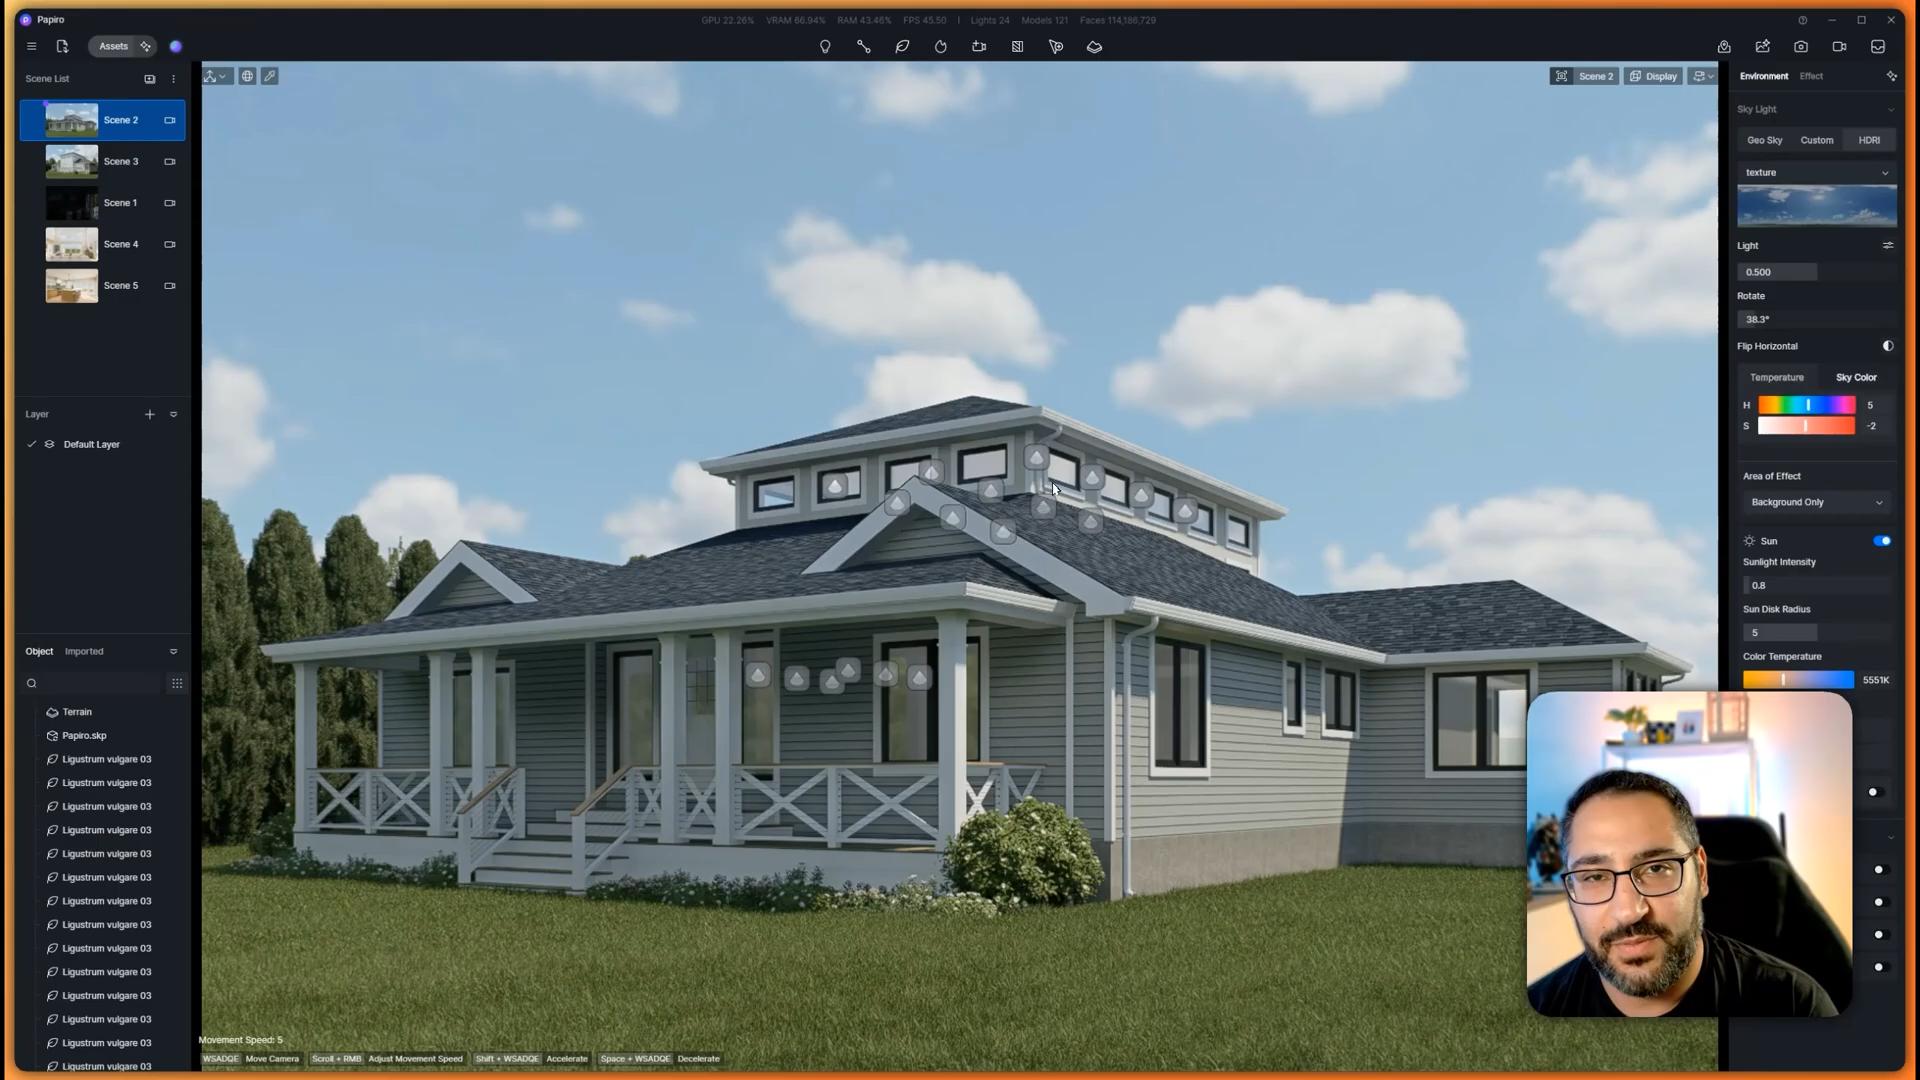 Papiro
GPU 22.26% VRAM 66.94% RAM 43.46% FPS 45.50 | Lights 24 Models 121 Faces 114,186,729
Assets
Scene List
Scene 2
Scene 3
Scene 1
Scene 4
Scene 5
Layer
Default Layer
Object Imported
Terrain
Papiro.skp
Ligustrum vulgare 03
Ligustrum vulgare 03
Ligustrum vulgare 03
Ligustrum vulgare 03
Ligustrum vulgare 03
Ligustrum vulgare 03
Ligustrum vulgare 03
Ligustrum vulgare 03
Ligustrum vulgare 03
Ligustrum vulgare 03
Ligustrum vulgare 03
Ligustrum vulgare 03
Ligustrum vulgare 03
Ligustrum vulgare 03
Scene 2 Display
Movement Speed: 5
WSADQE Move Camera Scroll + RMB Adjust Movement Speed Shift + WSADQE Accelerate Space + WSADQE Decelerate
Environment Effect
Sky Light
Geo Sky Custom HDRI
texture
Light
0.500
Rotate
38.3°
Flip Horizontal
Temperature Sky Color
H 5
S -2
Area of Effect
Background Only
Sun
Sunlight Intensity
0.8
Sun Disk Radius
5
Color Temperature
5551K